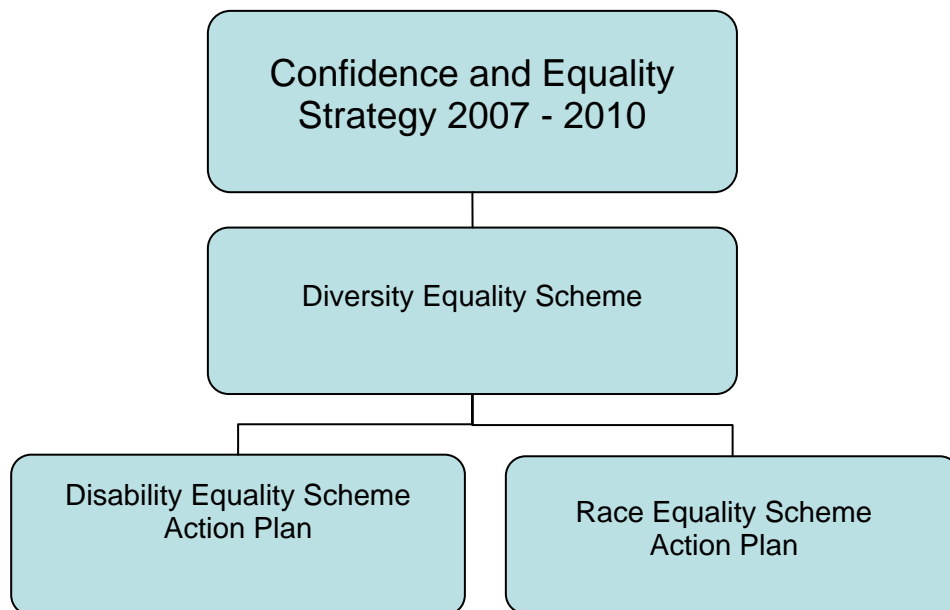 Confidence and Equality
Strategy 2007 - 2010
Diversity Equality Scheme
Disability Equality Scheme
Action Plan
Race Equality Scheme
Action Plan